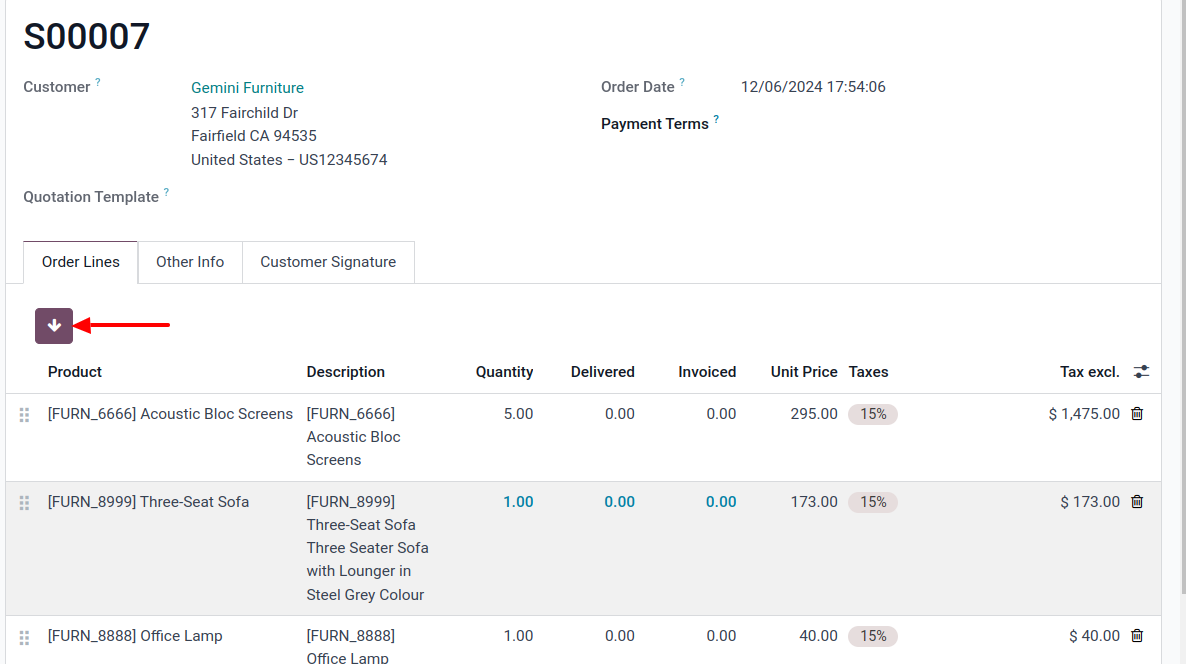 S00007
Customer ?
Gemini Furniture
317 Fairchild Dr
Fairfield CA 94535
United States – US12345674
Order Date ? 12/06/2024 17:54:06
Payment Terms ?
Quotation Template ?
Order Lines Other Info Customer Signature
Product Description Quantity Delivered Invoiced Unit Price Taxes Tax excl.
[FURN_6666] Acoustic Bloc Screens [FURN_6666] 5.00 0.00 0.00 295.00 15% $ 1,475.00
Acoustic Bloc
Screens
[FURN_8999] Three-Seat Sofa [FURN_8999] 1.00 0.00 0.00 173.00 15% $ 173.00
Three-Seat Sofa
Three Seater Sofa
with Lounger in
Steel Grey Colour
[FURN_8888] Office Lamp [FURN_8888] 1.00 0.00 0.00 40.00 15% $ 40.00
Office Lamp